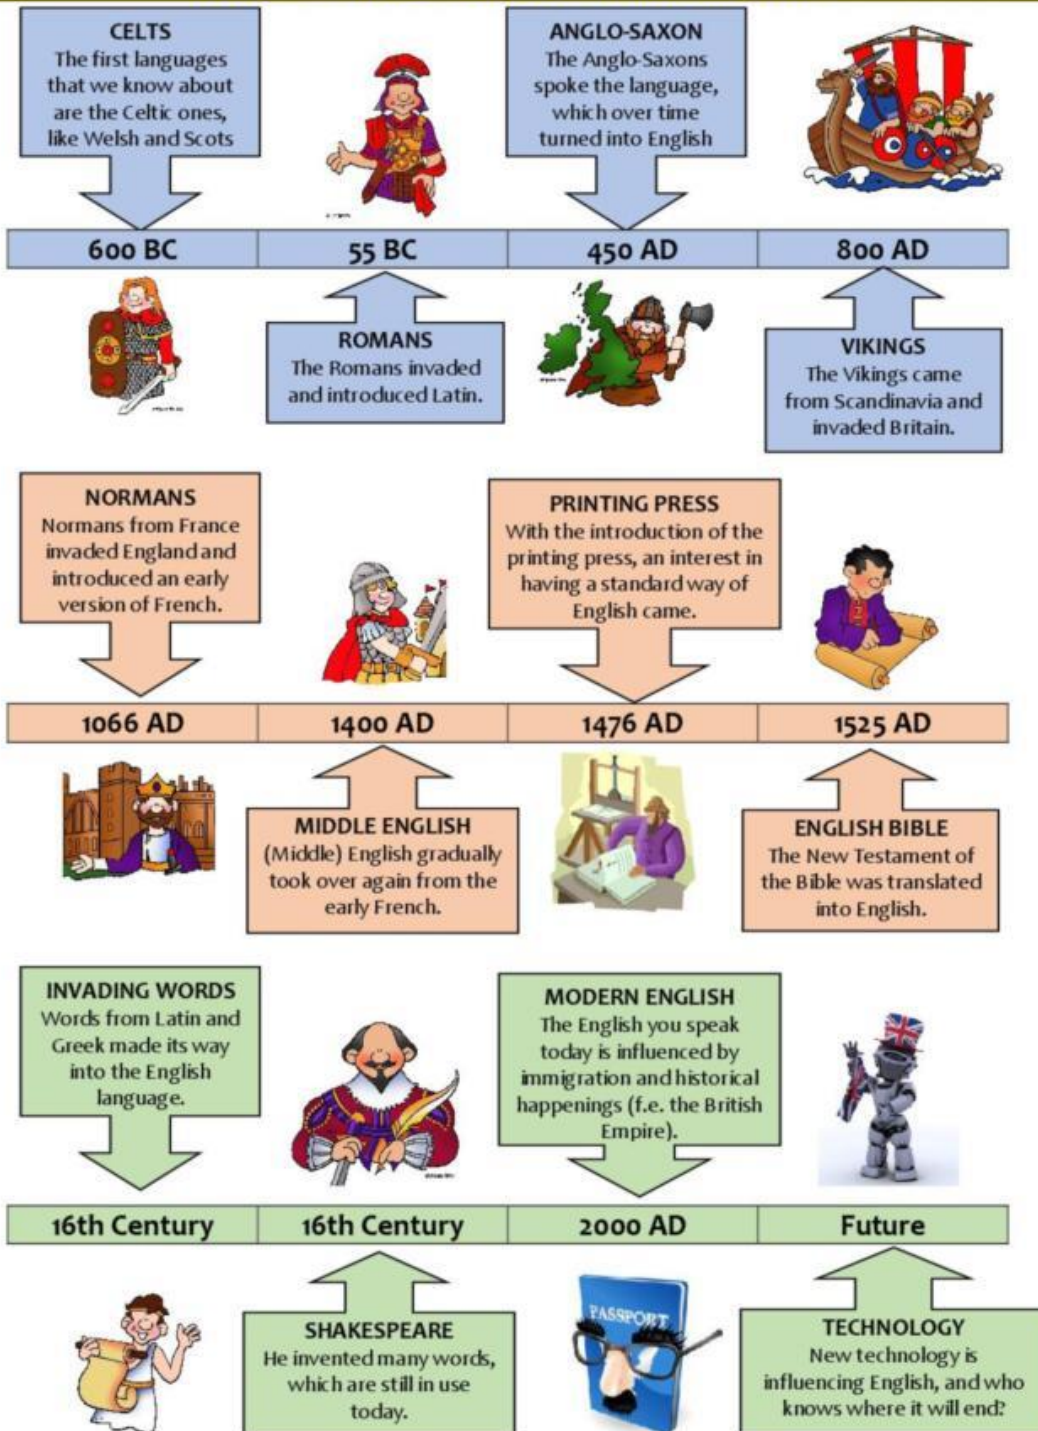 CELTS
The first languages
that we know about
are the Celtic ones,
like Welsh and Scots
ANGLO-SAXON
The Anglo-Saxons
spoke the language,
which over time
turned into English
600 BC
55 BC
450 AD
800 AD
ROMANS
The Romans invaded
and introduced Latin.
VIKINGS
The Vikings came
from Scandinavia and
invaded Britain.
NORMANS
Normans from France
invaded England and
introduced an early
version of French.
PRINTING PRESS
With the introduction of the
printing press, an interest in
having a standard way of
English came.
1066 AD
1400 AD
1476 AD
1525 AD
MIDDLE ENGLISH
(Middle) English gradually
took over again from the
early French.
ENGLISH BIBLE
The New Testament of
the Bible was translated
into English.
INVADING WORDS
Words from Latin and
Greek made its way
into the English
language.
MODERN ENGLISH
The English you speak
today is influenced by
immigration and historical
happenings (f.e. the British
Empire).
16th Century
16th Century
2000 AD
Future
SHAKESPEARE
He invented many words,
which are still in use
today.
PASSPORT
TECHNOLOGY
New technology is
influencing English, and who
knows where it will end?